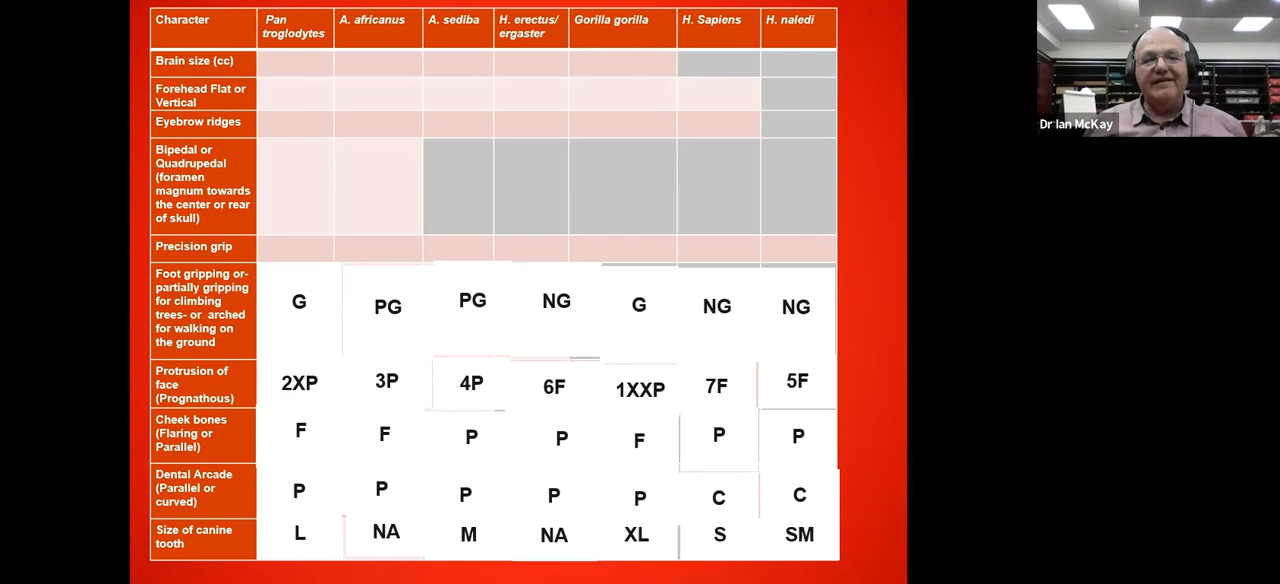 Character Pan troglodytes A. africanus A. sediba H. erectus/ ergaster Gorilla gorilla H. Sapiens H. naledi
Brain size (cc)
Forehead Flat or
Vertical
Eyebrow ridges
Bipedal or
Quadrupedal
(foramen
magnum towards
the center or rear
of skull)
Precision grip
Foot gripping or-
partially gripping
for climbing
trees- or arched
for walking on
the ground
G PG PG NG G NG NG
Protrusion of
face
(Prognathous)
2XP 3P 4P 6F 1XXP 7F 5F
Cheek bones
(Flaring or
Parallel)
F F P P F P P
Dental Arcade
(Parallel or
curved)
P P P P P C C
Size of canine
tooth
L NA M NA XL S SM
Dr Ian McKay